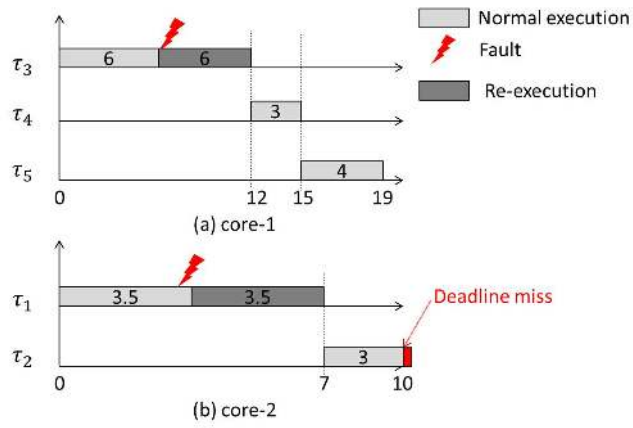 Normal execution
Fault
Re-execution
τ3
6
6
τ4
3
τ5
4
0
12
15
19
(a) core-1
τ1
3.5
3.5
Deadline miss
τ2
3
0
7
10
(b) core-2